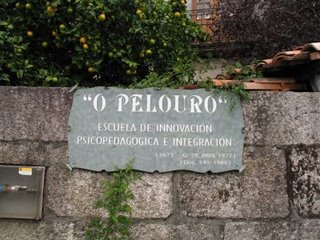 "O PELOURO"
ESCUELA DE INNOVACIÓN
PSICOPEDAGÓGICA E INTEGRACIÓN